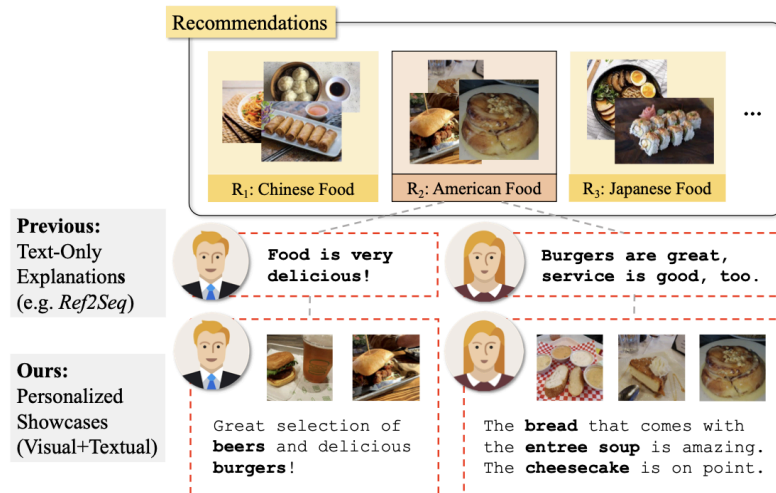 Recommendations
R₁: Chinese Food
R₂: American Food
R₃: Japanese Food
...
Previous:
Text-Only
Explanations
(e.g. Ref2Seq)
Food is very
delicious!
Burgers are great,
service is good, too.
Ours:
Personalized
Showcases
(Visual+Textual)
Great selection of
beers and delicious
burgers!
The bread that comes with
the entree soup is amazing.
The cheesecake is on point.